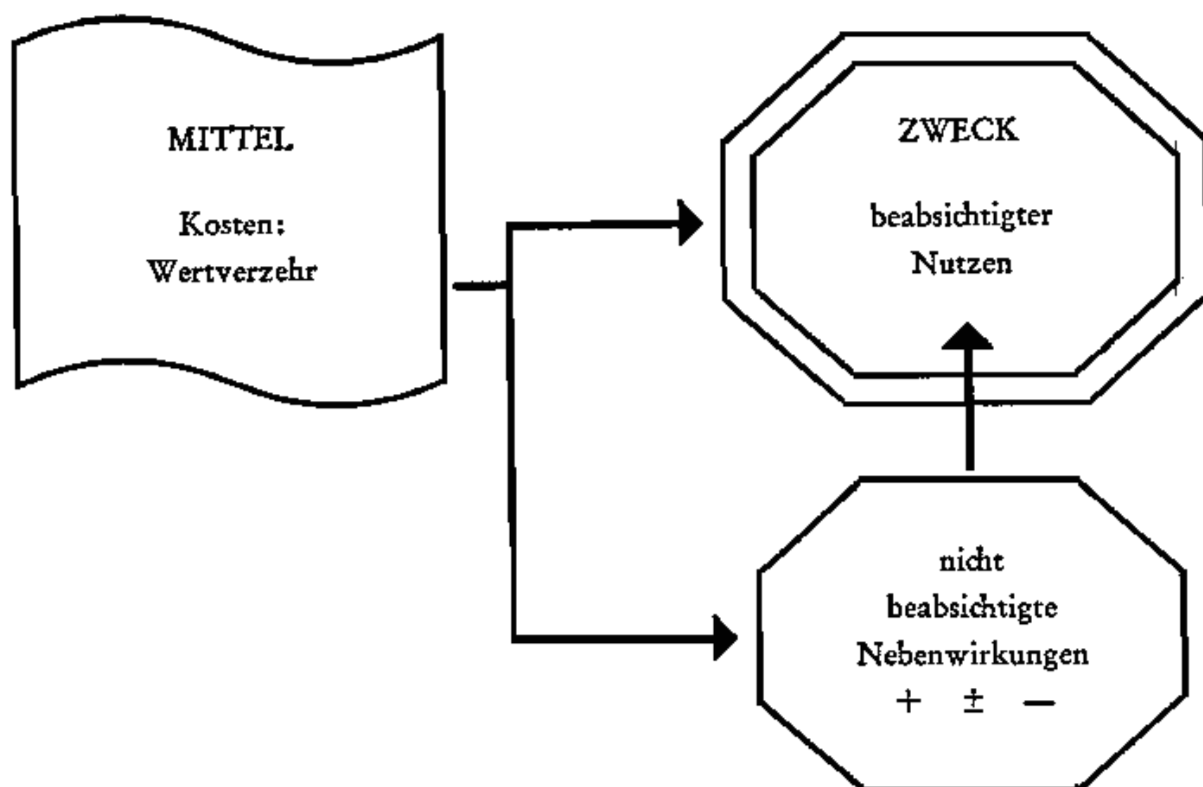 MITTEL
Kosten:
Wertverzehr
ZWECK
beabsichtigter
Nutzen
nicht
beabsichtigte
Nebenwirkungen
+ ± −